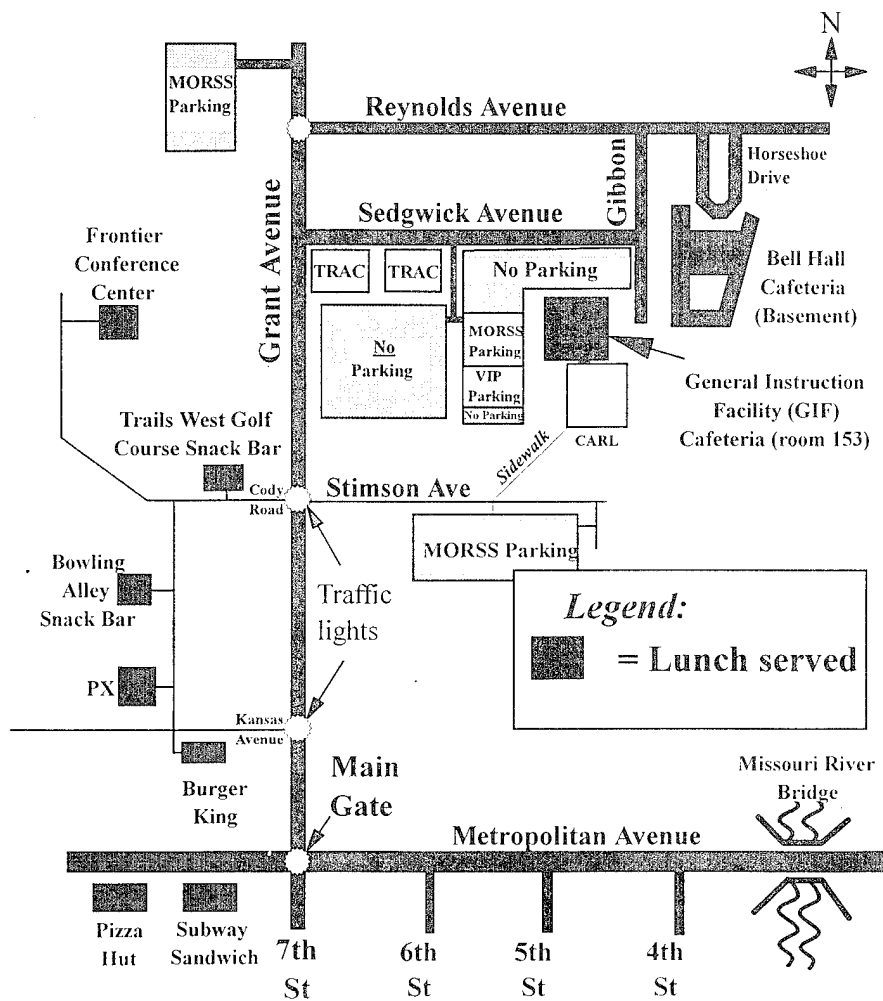 N
MORSS
Parking
Reynolds Avenue
Horseshoe
Drive
Gibbon
Grant Avenue
Sedgwick Avenue
Frontier
Conference
Center
TRAC
TRAC
No Parking
Bell Hall
Cafeteria
(Basement)
No
Parking
MORSS
Parking
VIP
Parking
No Parking
General Instruction
Facility (GIF)
Cafeteria (room 153)
CARL
Trails West Golf
Course Snack Bar
Sidewalk
Cody
Road
Stimson Ave
MORSS Parking
Bowling
Alley
Snack Bar
Traffic
lights
Legend:
= Lunch served
PX
Kansas
Avenue
Burger
King
Main
Gate
Missouri River
Bridge
Metropolitan Avenue
Pizza
Hut
Subway
Sandwich
7th
St
6th
St
5th
St
4th
St